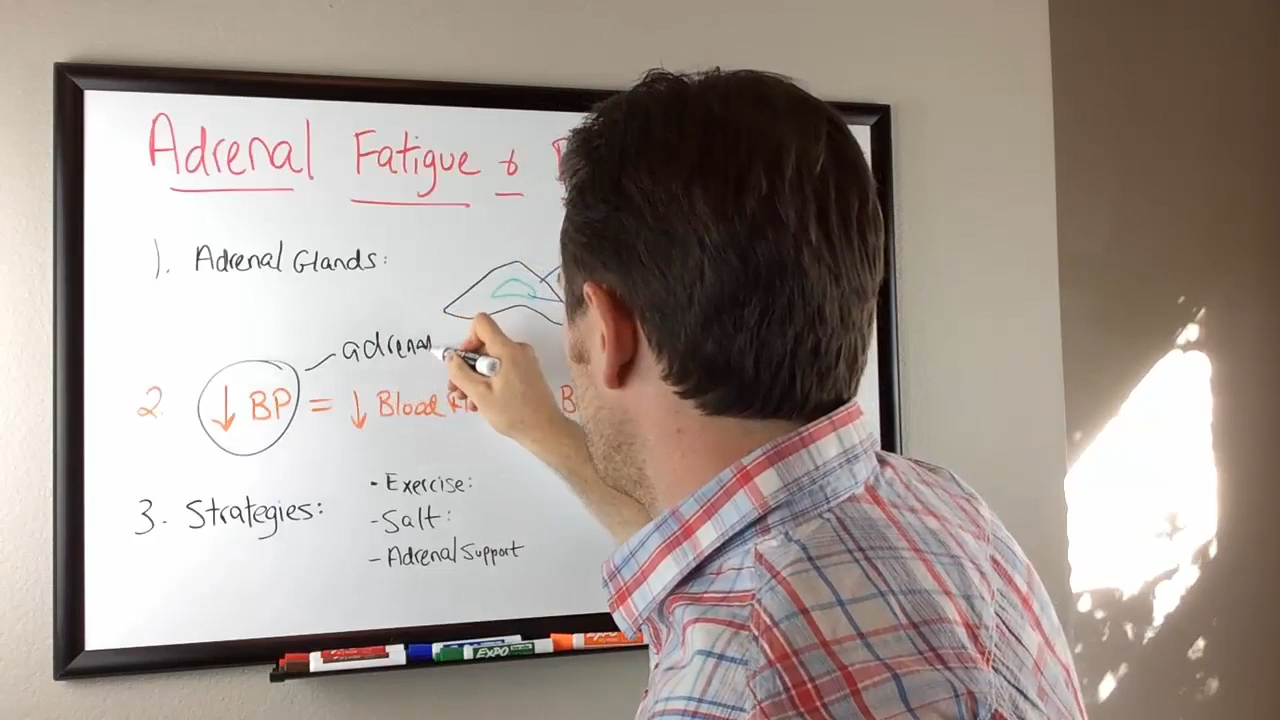 Adrenal Fatigue &
1. Adrenal Glands:
adrenal
2. ↓ BP = ↓ Blood
3. Strategies:
- Exercise:
- Salt:
- Adrenal Support
EXPO